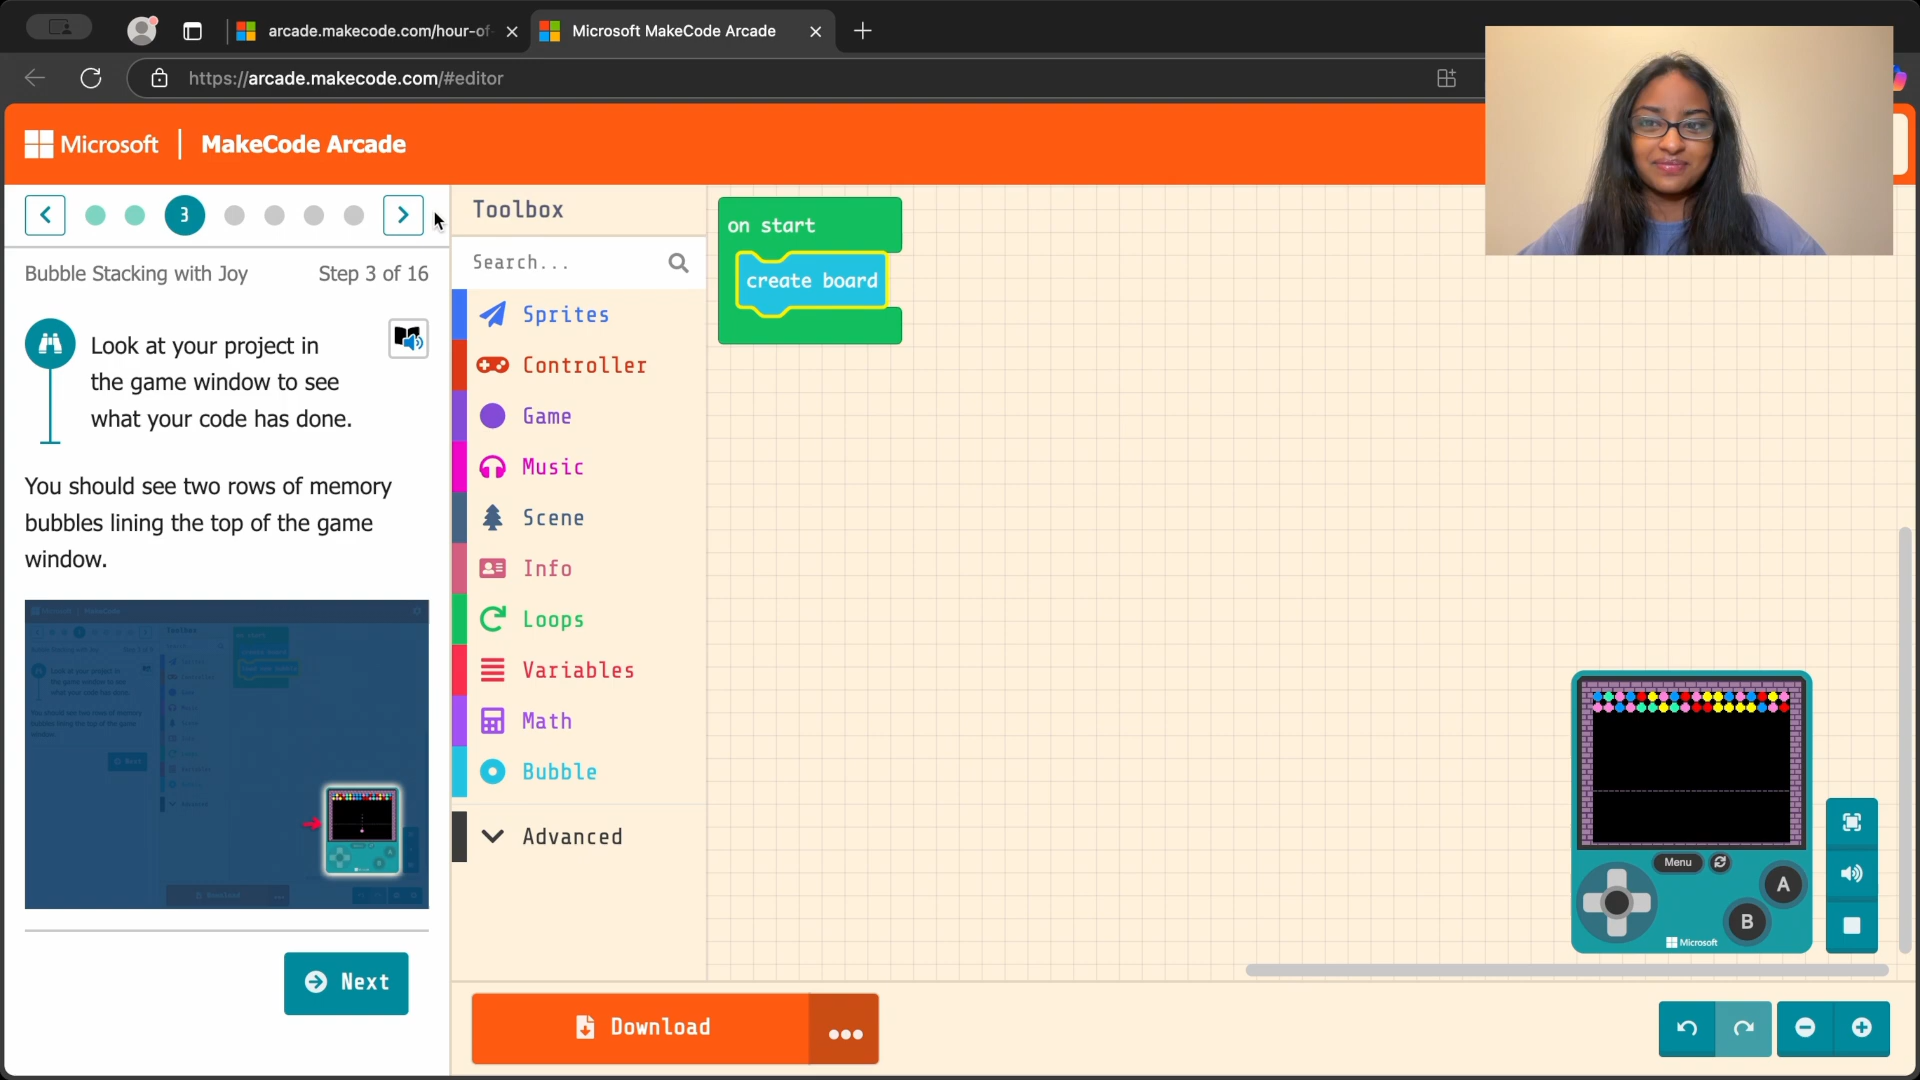 arcade.makecode.com/hour-of-
Microsoft MakeCode Arcade
https://arcade.makecode.com/#editor
Microsoft
MakeCode Arcade
3
Bubble Stacking with Joy
Step 3 of 16
Look at your project in
the game window to see
what your code has done.
You should see two rows of memory
bubbles lining the top of the game
window.
Next
Toolbox
Search...
Sprites
Controller
Game
Music
Scene
Info
Loops
Variables
Math
Bubble
Advanced
on start
create board
Menu
A
B
Microsoft
Download